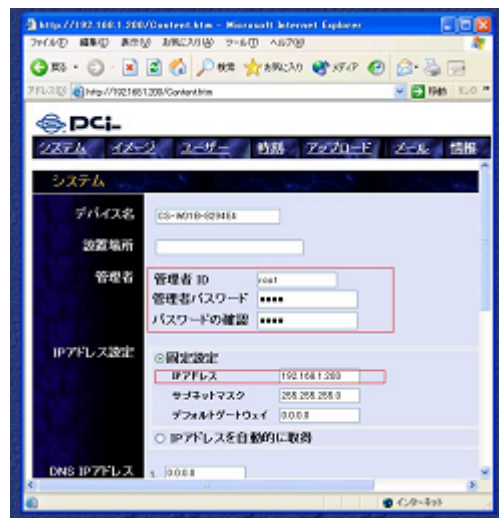 http://192.168.1.200/Content.htm - Microsoft Internet Explorer
ファイル(F) 編集(E) 表示(V) お気に入り(A) ツール(T) ヘルプ(H)
戻る 検索 お気に入り メディア
アドレス(D) http://192.168.1.200/Content.htm 移動 リンク
PCi
システム イメージ ユーザー 時刻 アップロード メール 情報
システム
デバイス名
設置場所
管理者 管理者 ID root
管理者パスワード ●●●●
パスワードの確認 ●●●●
IPアドレス設定 固定設定
IPアドレス 192.168.1.200
サブネットマスク 255.255.255.0
デフォルトゲートウェイ 0.0.0.0
IPアドレスを自動的に取得
DNS IPアドレス 1. 0.0.0.0
インターネット